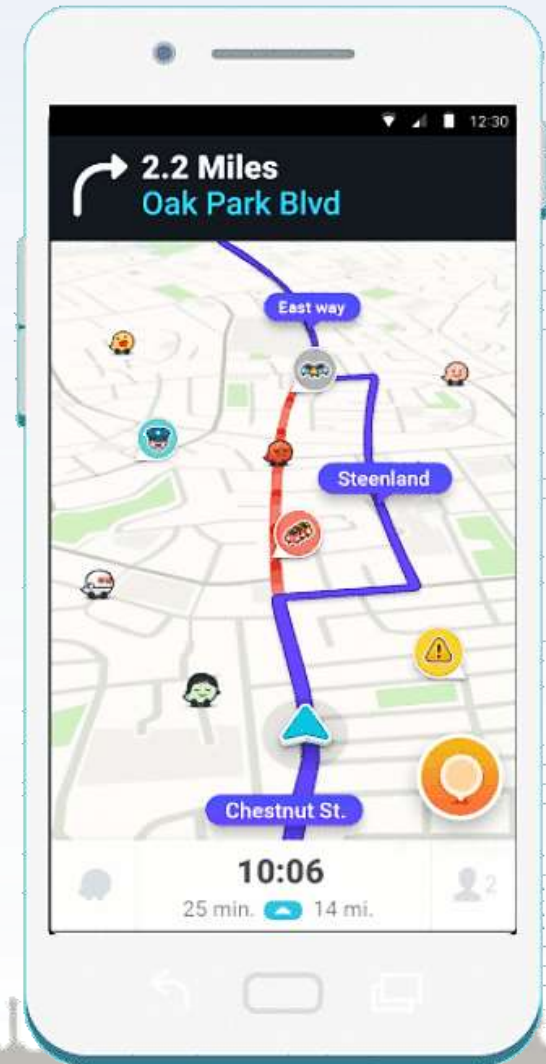 12:30
2.2 Miles
Oak Park Blvd
East way
Steenland
Chestnut St.
10:06
2
25 min. 14 mi.